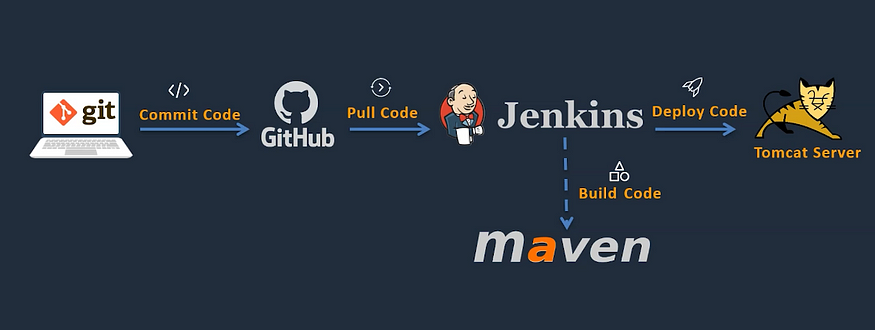 git
Commit Code
GitHub
Pull Code
Jenkins
Deploy Code
Tomcat Server
Build Code
maven